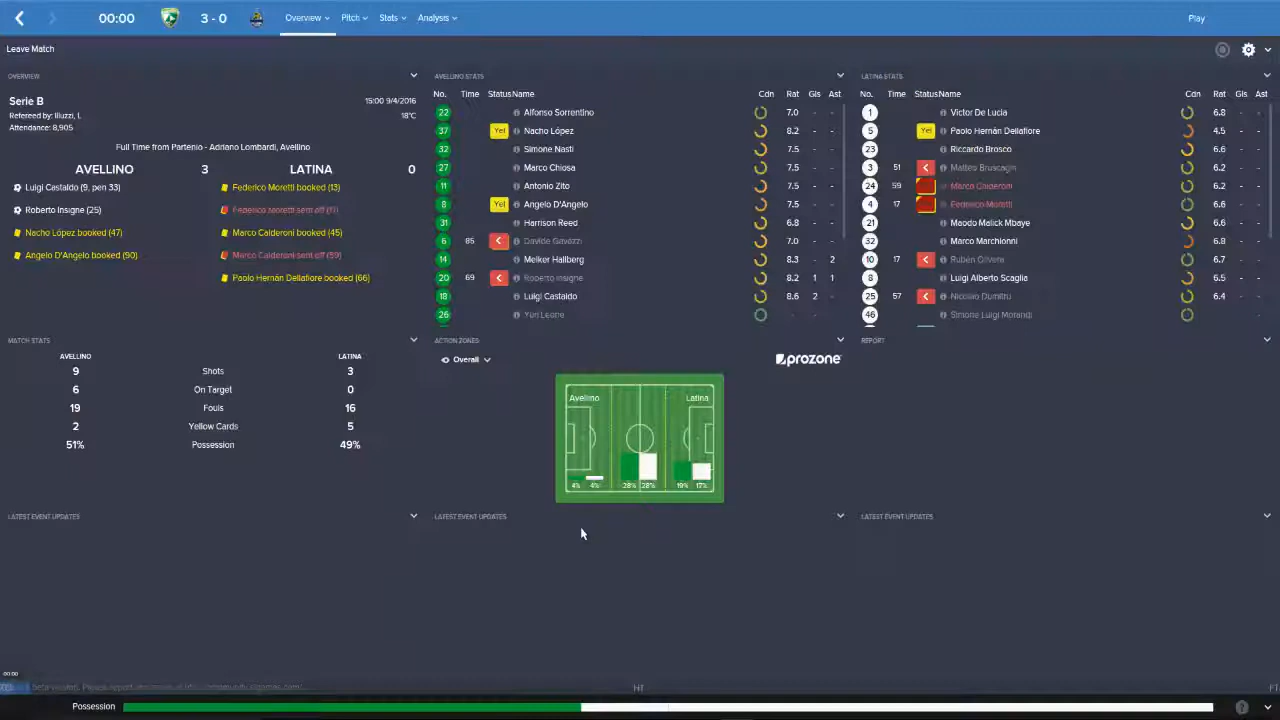 00:00 3 - 0 Overview Pitch Stats Analysis Play
Leave Match
OVERVIEW
Serie B 15:00 9/4/2016
Refereed by: Iliuzzi, L 18°C
Attendance: 8,905
Full Time from Partenio - Adriano Lombardi, Avellino
AVELLINO 3 LATINA 0
Luigi Castaldo (9, pen 33) Federico Moretti booked (13)
Roberto Insigne (25) Federico Moretti sent off (17)
Nacho López booked (47) Marco Calderoni booked (45)
Angelo D'Angelo booked (90) Marco Calderoni sent off (59)
Paolo Hernán Dellafiore booked (66)
AVELLINO STATS
No. Time Status Name Cdn Rat Gls Ast
22 Alfonso Sorrentino 7.0 - -
37 Yel Nacho López 8.2 - -
32 Simone Nasti 7.5 - -
27 Marco Chiosa 7.5 - -
11 Antonio Zito 7.5 - -
8 Yel Angelo D'Angelo 7.5 - -
31 Harrison Reed 6.8 - -
6 85 Davide Gavazzi 7.0 - -
14 Melker Hallberg 8.3 - 2
20 69 Roberto Insigne 8.2 1 1
18 Luigi Castaldo 8.6 2 -
26 Yuri Leone - - -
LATINA STATS
No. Time Status Name Cdn Rat Gls Ast
1 Victor De Lucia 6.8 - -
5 Yel Paolo Hernán Dellafiore 4.5 - -
23 Riccardo Brosco 6.6 - -
3 51 Matteo Bruscagin 6.2 - -
24 59 Marco Calderoni 6.2 - -
4 17 Federico Moretti 6.6 - -
21 Maodo Malick Mbaye 6.6 - -
32 Marco Marchionni 6.8 - -
10 17 Rubén Olivera 6.7 - -
8 Luigi Alberto Scaglia 6.5 - -
25 57 Nicolao Dumitru 6.4 - -
46 Simone Luigi Morandi - - -
MATCH STATS
AVELLINO LATINA
9 Shots 3
6 On Target 0
19 Fouls 16
2 Yellow Cards 5
51% Possession 49%
ACTION ZONES
Overall prozone
Avellino Latina
4% 4% 28% 28% 19% 17%
REPORT
LATEST EVENT UPDATES
LATEST EVENT UPDATES
LATEST EVENT UPDATES
00:00
HT FT
Possession